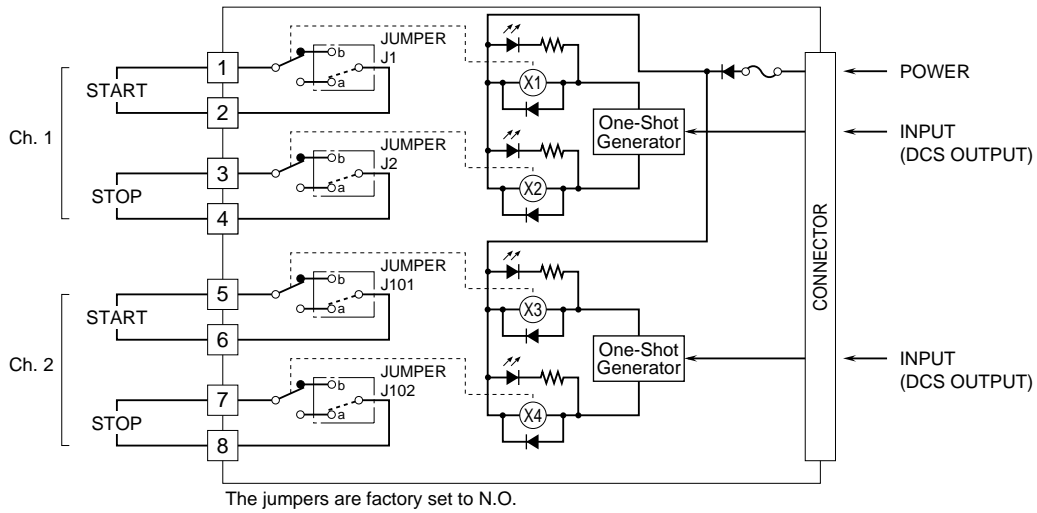 JUMPER
J1
b
a
1
START
2
Ch. 1
JUMPER
J2
b
a
3
STOP
4
X1
X2
One-Shot
Generator
POWER
INPUT
(DCS OUTPUT)
CONNECTOR
JUMPER
J101
b
a
5
START
6
Ch. 2
JUMPER
J102
b
a
7
STOP
8
X3
X4
One-Shot
Generator
INPUT
(DCS OUTPUT)
The jumpers are factory set to N.O.